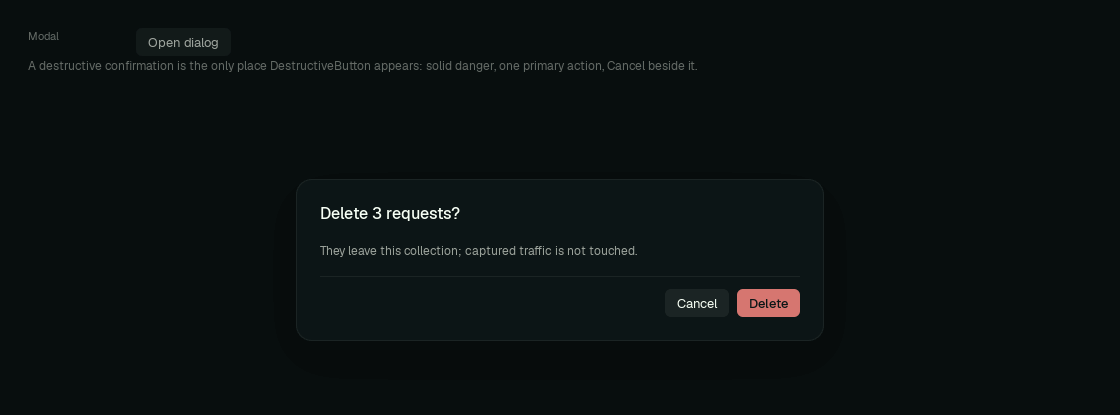 Modal
Open dialog
A destructive confirmation is the only place DestructiveButton appears: solid danger, one primary action, Cancel beside it.
Delete 3 requests?
They leave this collection; captured traffic is not touched.
Cancel
Delete